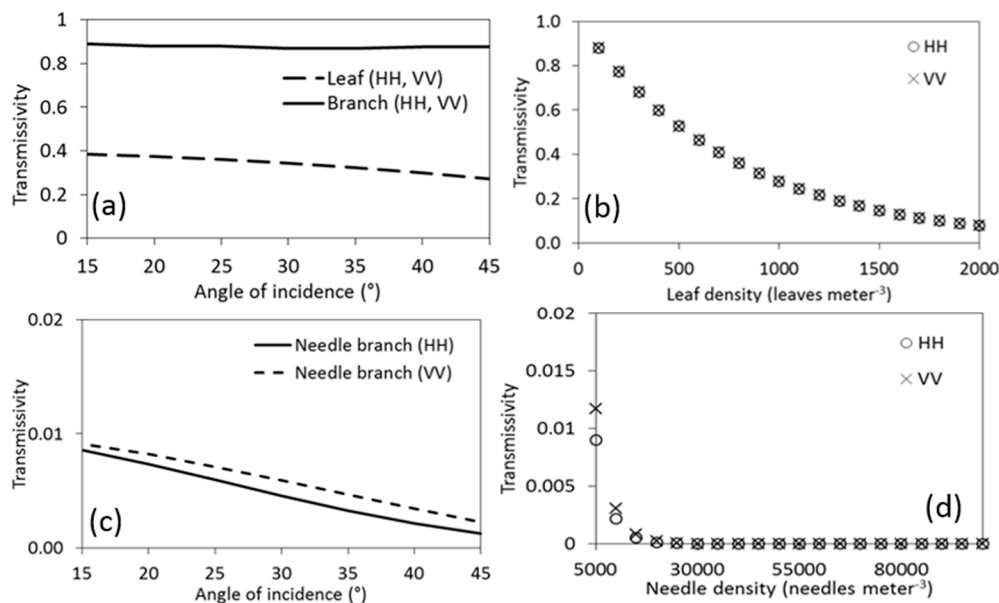 Transmissivity
1
0.8
0.6
0.4
0.2
0
Leaf (HH, VV)
Branch (HH, VV)
(a)
15 20 25 30 35 40 45
Angle of incidence (°)
Transmissivity
1.0
0.8
0.6
0.4
0.2
0.0
HH
VV
(b)
0 500 1000 1500 2000
Leaf density (leaves meter⁻³)
Transmissivity
0.02
0.01
0.00
Needle branch (HH)
Needle branch (VV)
(c)
15 20 25 30 35 40 45
Angle of incidence (°)
Transmissivity
0.02
0.015
0.01
0.005
0
HH
VV
(d)
5000 30000 55000 80000
Needle density (needles meter⁻³)